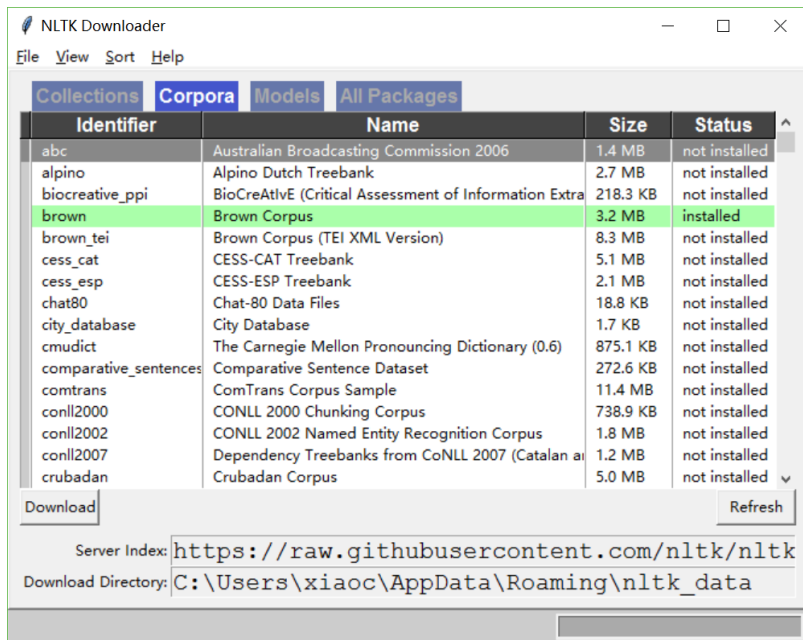 NLTK Downloader
File View Sort Help
Collections Corpora Models All Packages
Identifier Name Size Status
abc Australian Broadcasting Commission 2006 1.4 MB not installed
alpino Alpino Dutch Treebank 2.7 MB not installed
biocreative_ppi BioCreAtIvE (Critical Assessment of Information Extra 218.3 KB not installed
brown Brown Corpus 3.2 MB installed
brown_tei Brown Corpus (TEI XML Version) 8.3 MB not installed
cess_cat CESS-CAT Treebank 5.1 MB not installed
cess_esp CESS-ESP Treebank 2.1 MB not installed
chat80 Chat-80 Data Files 18.8 KB not installed
city_database City Database 1.7 KB not installed
cmudict The Carnegie Mellon Pronouncing Dictionary (0.6) 875.1 KB not installed
comparative_sentences Comparative Sentence Dataset 272.6 KB not installed
comtrans ComTrans Corpus Sample 11.4 MB not installed
conll2000 CONLL 2000 Chunking Corpus 738.9 KB not installed
conll2002 CONLL 2002 Named Entity Recognition Corpus 1.8 MB not installed
conll2007 Dependency Treebanks from CoNLL 2007 (Catalan a 1.2 MB not installed
crubadan Crubadan Corpus 5.0 MB not installed
Download Refresh
Server Index: https://raw.githubusercontent.com/nltk/nltk
Download Directory: C:\Users\xiaoc\AppData\Roaming\nltk_data